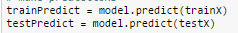 trainPredict = model.predict(trainX)
testPredict = model.predict(testX)